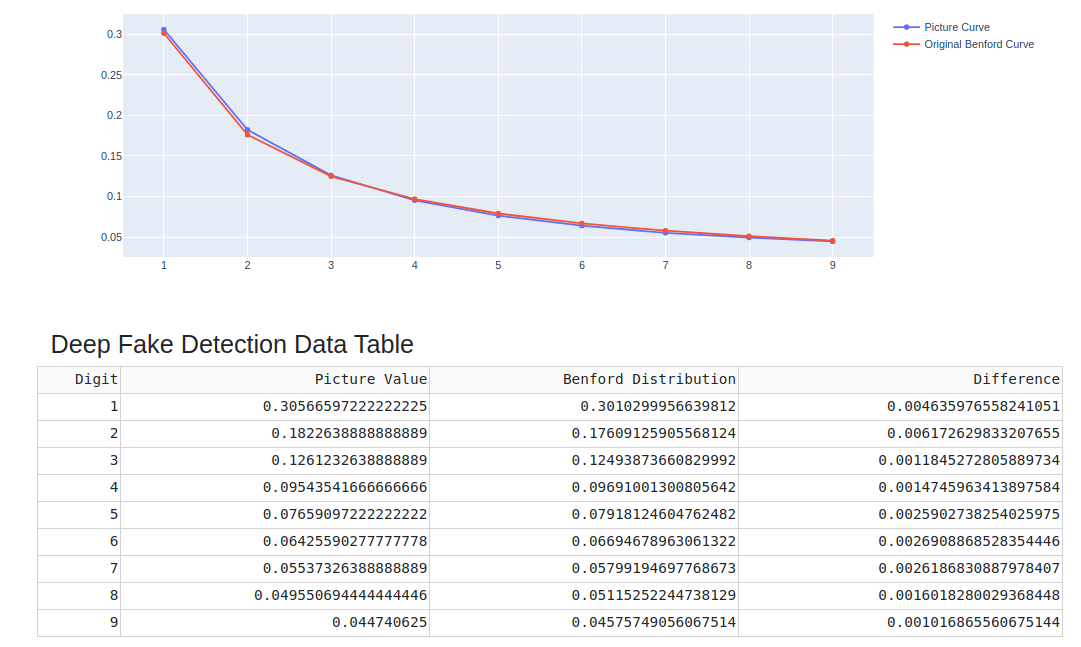 0.3
0.25
0.2
0.15
0.1
0.05
1 2 3 4 5 6 7 8 9
Picture Curve
Original Benford Curve
Deep Fake Detection Data Table
Digit Picture Value Benford Distribution Difference
1 0.30566597222222225 0.3010299956639812 0.004635976558241051
2 0.1822638888888889 0.17609125905568124 0.006172629833207655
3 0.1261232638888889 0.12493873660829992 0.0011845272805889734
4 0.09543541666666666 0.09691001300805642 0.0014745963413897584
5 0.07659097222222222 0.07918124604762482 0.0025902738254025975
6 0.06425590277777778 0.06694678963061322 0.0026908868528354446
7 0.05537326388888889 0.05799194697768673 0.0026186830887978407
8 0.049550694444444446 0.05115252244738129 0.0016018280029368448
9 0.044740625 0.04575749056067514 0.001016865560675144